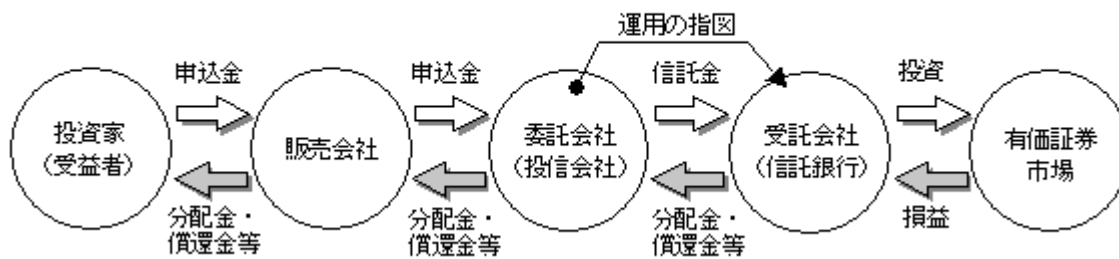 運用の指図
申込金
申込金
信託金
投資
投資家
(受益者)
販売会社
委託会社
(投信会社)
受託会社
(信託銀行)
有価証券
市場
分配金・
償還金等
分配金・
償還金等
分配金・
償還金等
損益